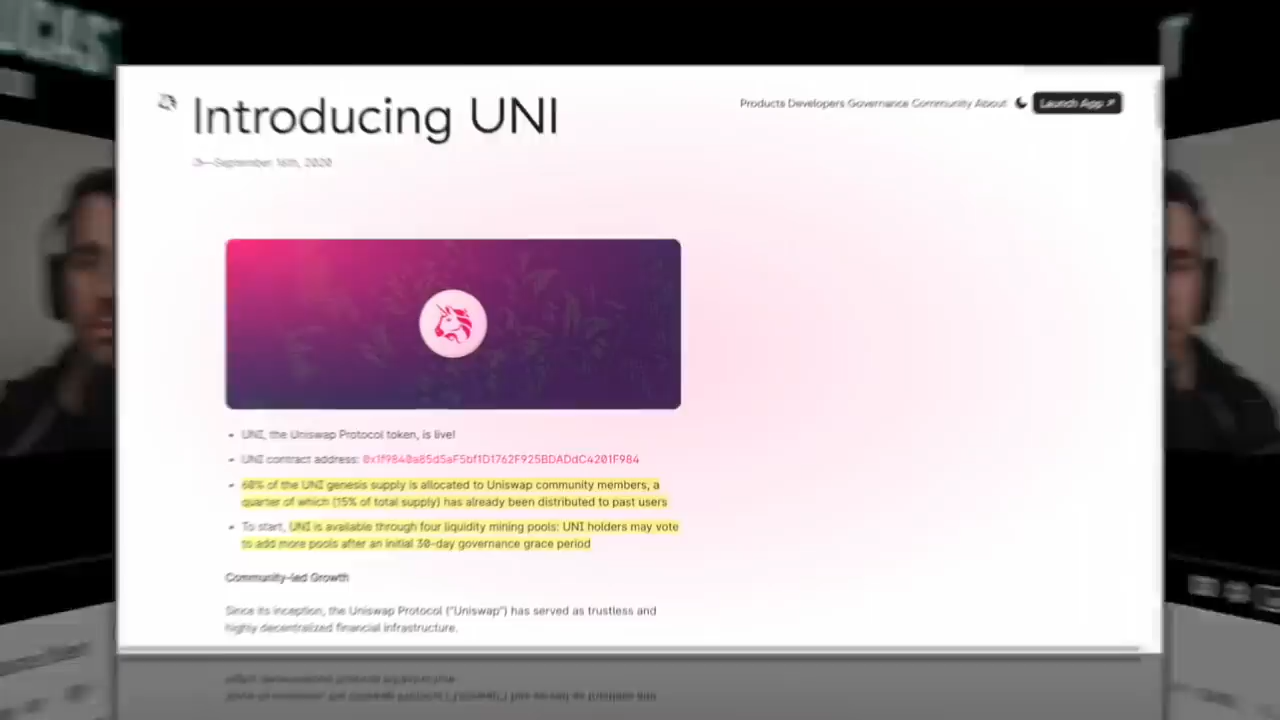 Introducing UNI
Products Developers Governance Community About
Launch App ↗
September 16th, 2020
UNI, the Uniswap Protocol token, is live!
UNI contract address: 0x1f9840a85d5aF5bf1D1762F925BDADdC4201F984
60% of the UNI genesis supply is allocated to Uniswap community members, a
quarter of which (15% of total supply) has already been distributed to past users
To start, UNI is available through four liquidity mining pools: UNI holders may vote
to add more pools after an initial 30-day governance grace period
Community-led Growth
Since its inception, the Uniswap Protocol ("Uniswap") has served as trustless and
highly decentralized financial infrastructure.